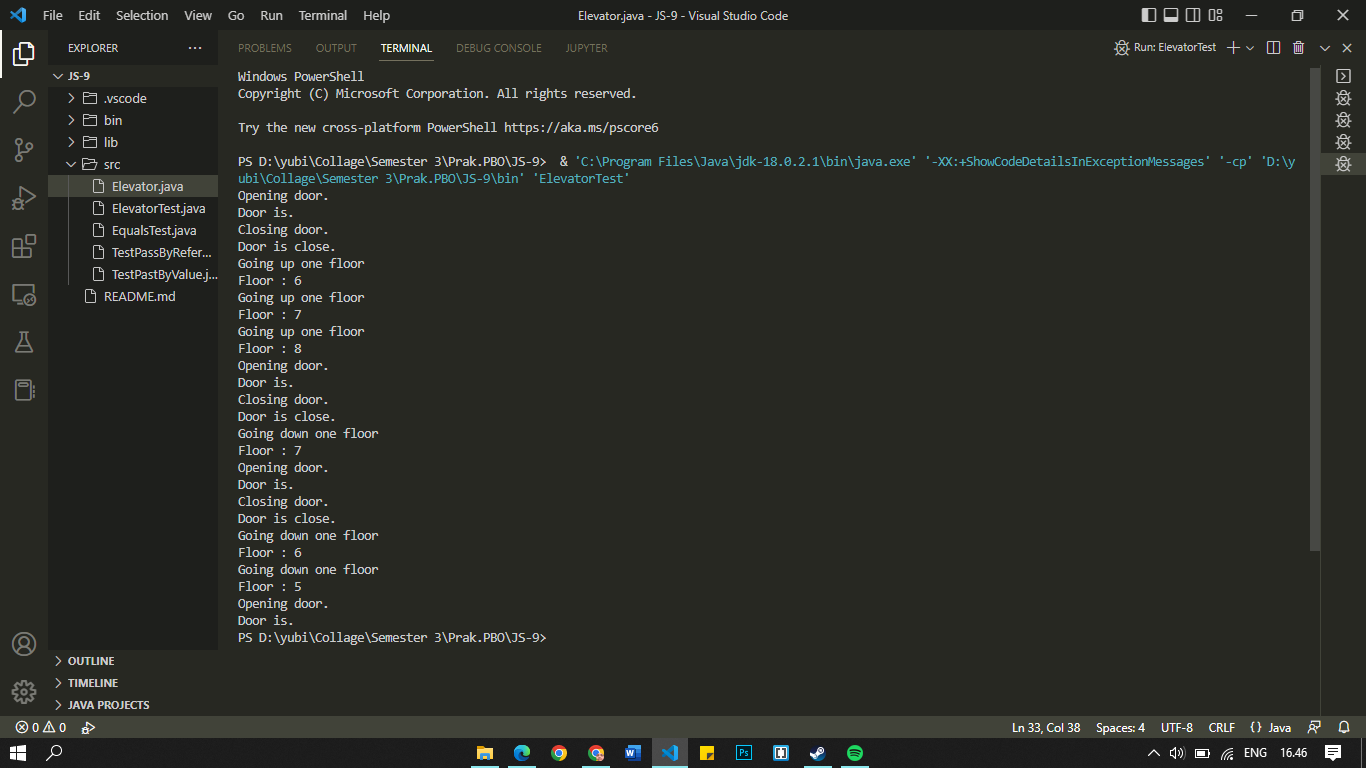 File Edit Selection View Go Run Terminal Help Elevator.java - JS-9 - Visual Studio Code
EXPLORER ···
PROBLEMS OUTPUT TERMINAL DEBUG CONSOLE JUPYTER Run: ElevatorTest
JS-9
.vscode
bin
lib
src
Elevator.java
ElevatorTest.java
EqualsTest.java
TestPassByRefer...
TestPastByValue.j...
README.md
OUTLINE
TIMELINE
JAVA PROJECTS
Windows PowerShell
Copyright (C) Microsoft Corporation. All rights reserved.
Try the new cross-platform PowerShell https://aka.ms/pscore6
PS D:\yubi\Collage\Semester 3\Prak.PBO\JS-9>  & 'C:\Program Files\Java\jdk-18.0.2.1\bin\java.exe' '-XX:+ShowCodeDetailsInExceptionMessages' '-cp' 'D:\y
ubi\Collage\Semester 3\Prak.PBO\JS-9\bin' 'ElevatorTest'
Opening door.
Door is.
Closing door.
Door is close.
Going up one floor
Floor : 6
Going up one floor
Floor : 7
Going up one floor
Floor : 8
Opening door.
Door is.
Closing door.
Door is close.
Going down one floor
Floor : 7
Opening door.
Door is.
Closing door.
Door is close.
Going down one floor
Floor : 6
Going down one floor
Floor : 5
Opening door.
Door is.
PS D:\yubi\Collage\Semester 3\Prak.PBO\JS-9>
0 0 Ln 33, Col 38 Spaces: 4 UTF-8 CRLF {} Java
W Ps ENG 16.46